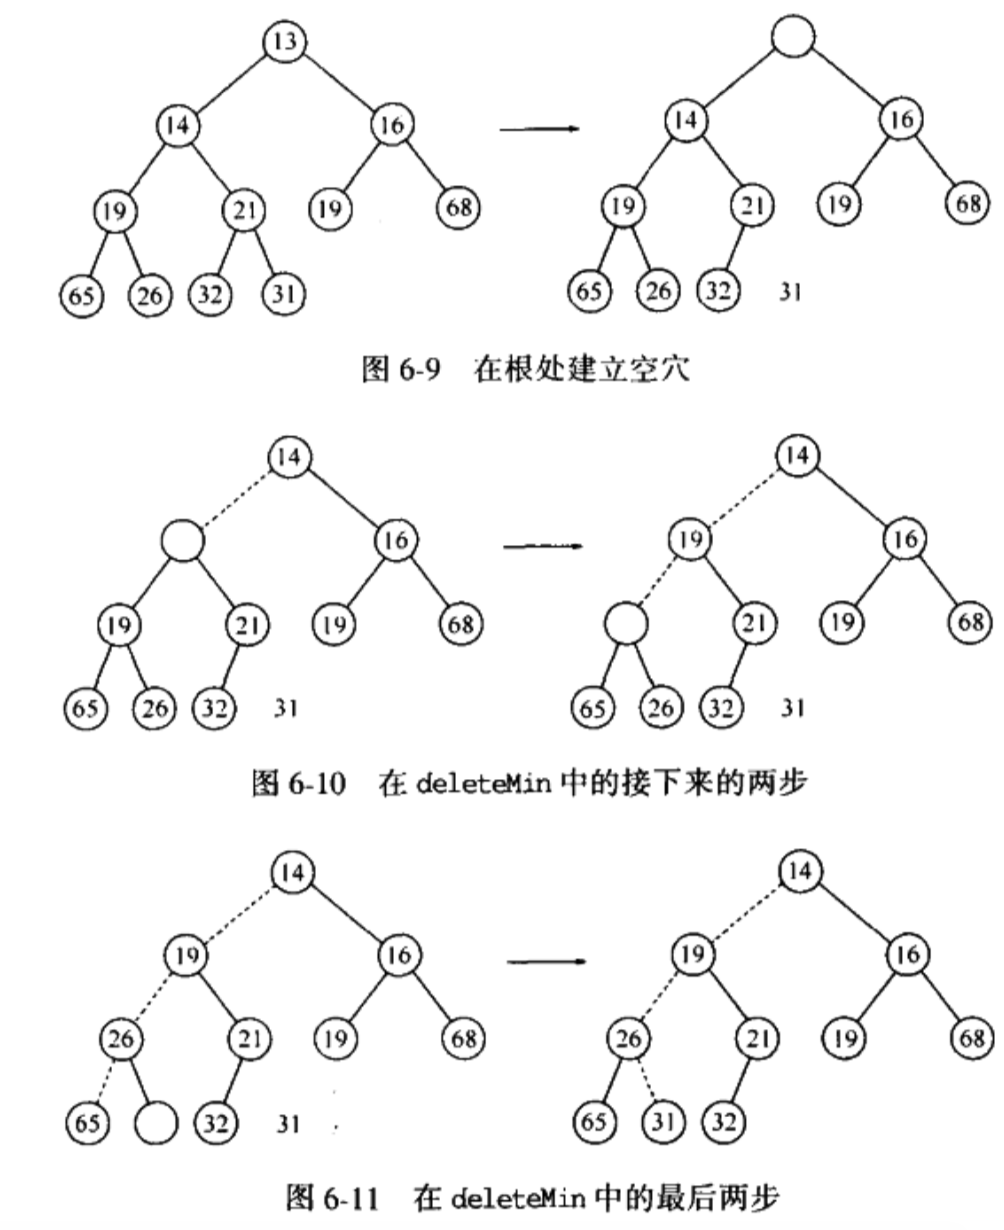 13
14 16 14 16
19 21 19 68 19 21 19 68
65 26 32 31 65 26 32 31
图 6-9 在根处建立空穴
14 14
16 19 16
19 21 19 68 21 19 68
65 26 32 31 65 26 32 31
图 6-10 在 deleteMin 中的接下来的两步
14 14
19 16 19 16
26 21 19 68 26 21 19 68
65 32 31 65 31 32
图 6-11 在 deleteMin 中的最后两步